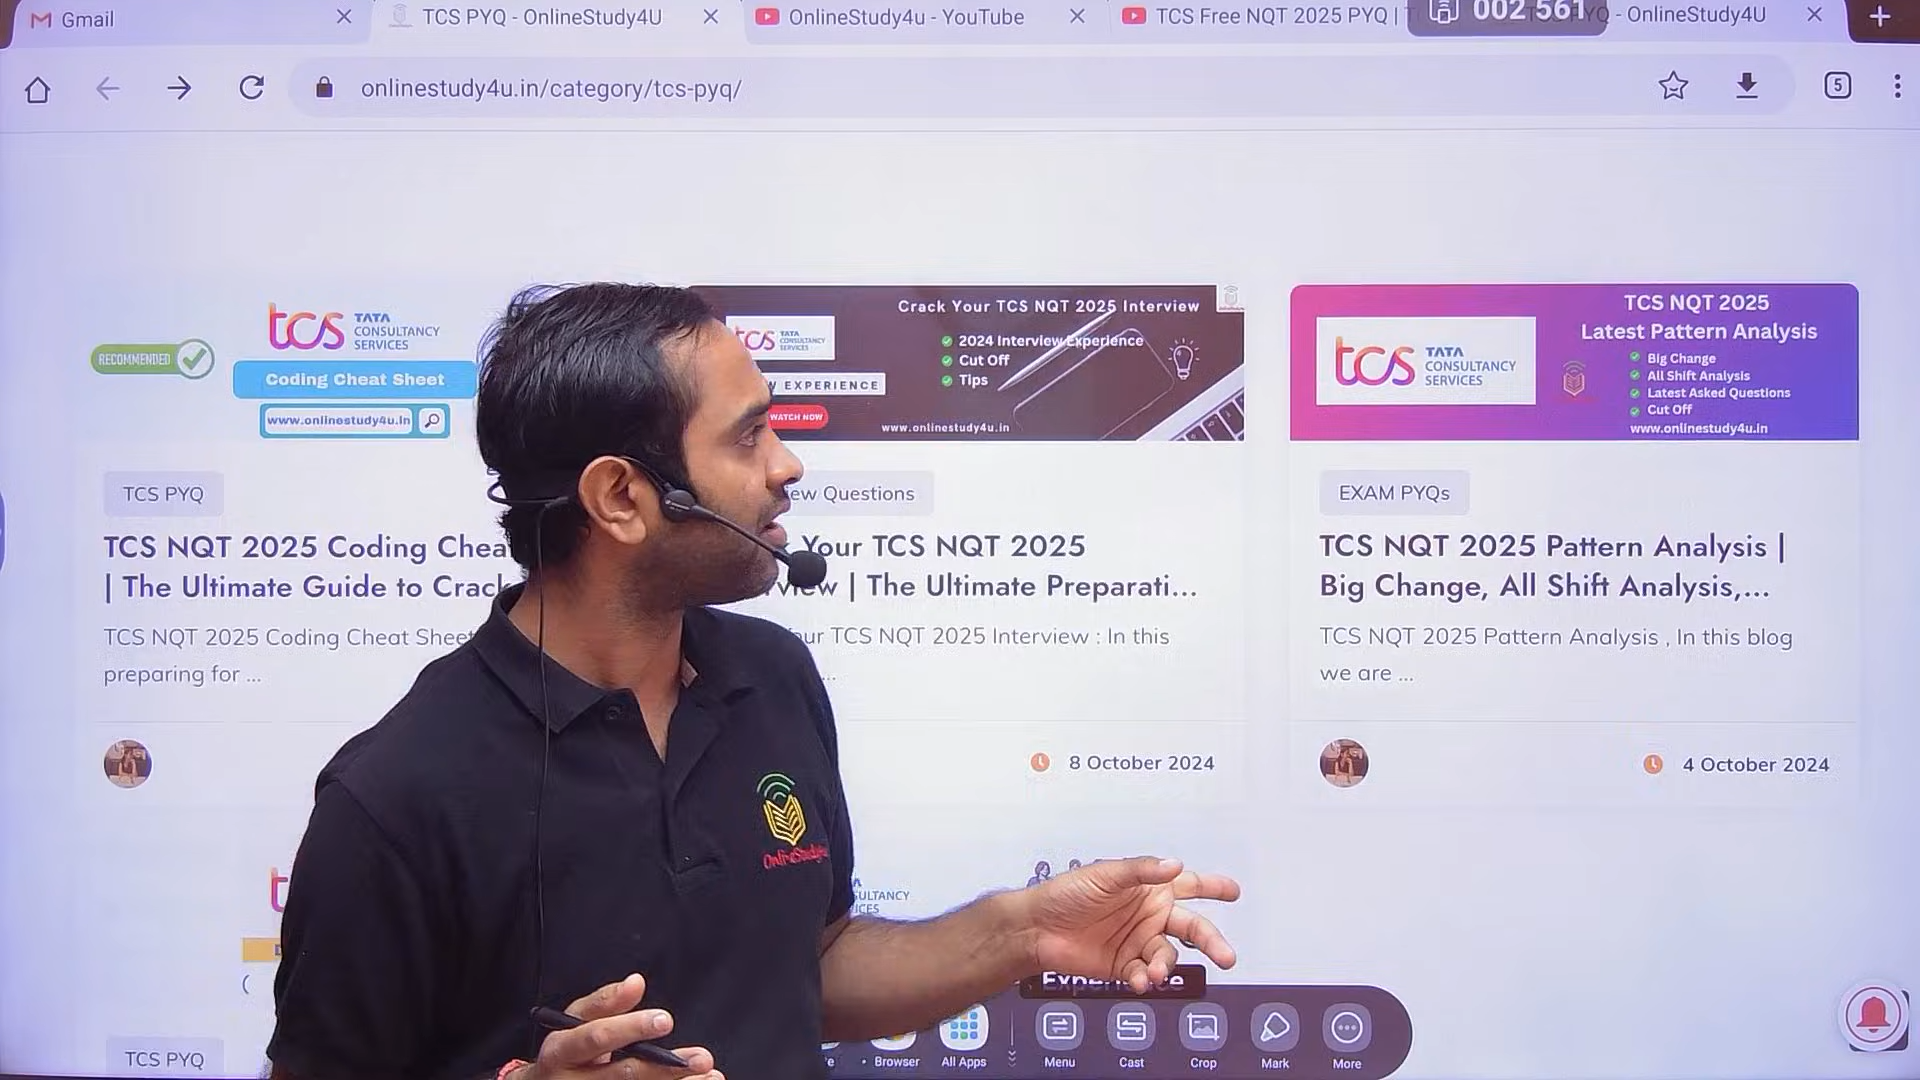 Gmail
TCS PYQ - OnlineStudy4U
OnlineStudy4u - YouTube
TCS Free NQT 2025 PYQ |
002 561
- OnlineStudy4U
onlinestudy4u.in/category/tcs-pyq/
5
RECOMMENDED
tcs TATA CONSULTANCY SERVICES
Coding Cheat Sheet
www.onlinestudy4u.in
TCS PYQ
TCS NQT 2025 Coding Chea
| The Ultimate Guide to Crac
TCS NQT 2025 Coding Cheat Sheet
preparing for ...
Crack Your TCS NQT 2025 Interview
tcs TATA CONSULTANCY SERVICES
2024 Interview Experience
Cut Off
Tips
EXPERIENCE
WATCH NOW
www.onlinestudy4u.in
Questions
Your TCS NQT 2025
| The Ultimate Preparati...
TCS NQT 2025 Interview : In this
...
8 October 2024
TCS NQT 2025
Latest Pattern Analysis
tcs TATA CONSULTANCY SERVICES
Big Change
All Shift Analysis
Latest Asked Questions
Cut Off
www.onlinestudy4u.in
EXAM PYQs
TCS NQT 2025 Pattern Analysis |
Big Change, All Shift Analysis,...
TCS NQT 2025 Pattern Analysis , In this blog
we are ...
4 October 2024
OnlineStudy4u
TCS PYQ
Browser
All Apps
Menu
Cast
Crop
Mark
More